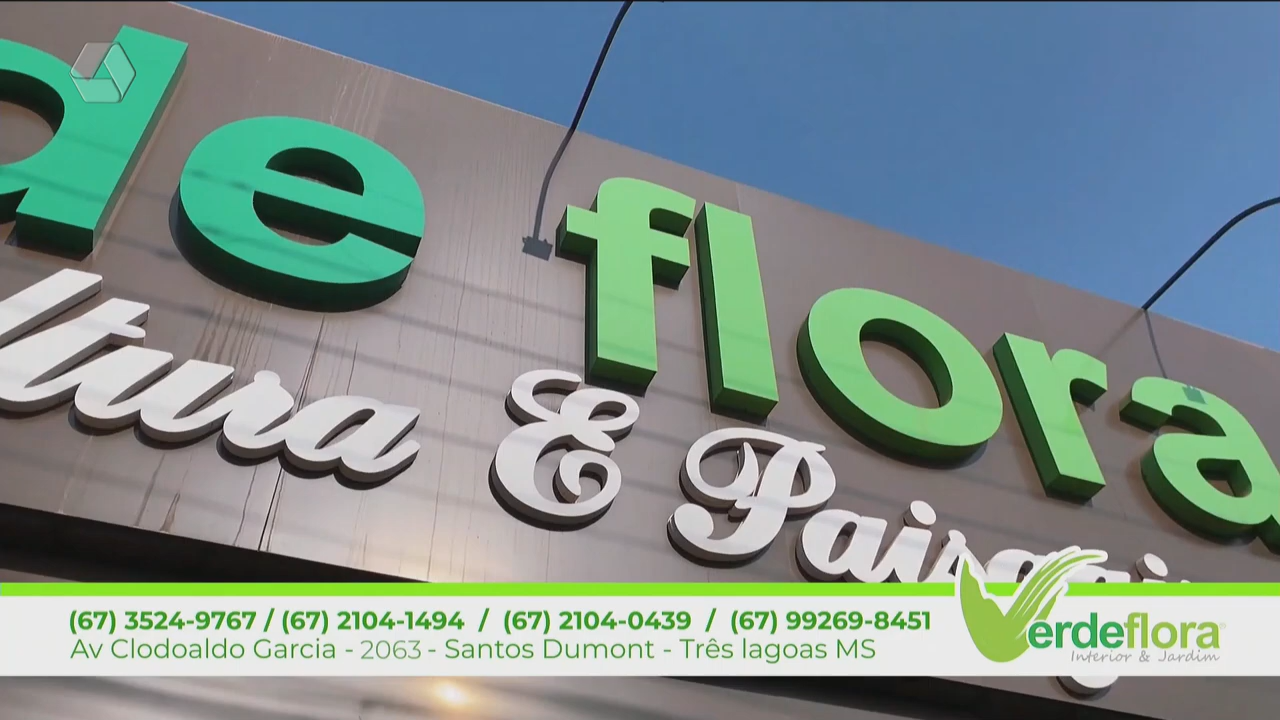 de flora
ltura E Paisagi
(67) 3524-9767 / (67) 2104-1494 / (67) 2104-0439 / (67) 99269-8451
Av Clodoaldo Garcia - 2063 - Santos Dumont - Três lagoas MS
Verdeflora
Interior & Jardim